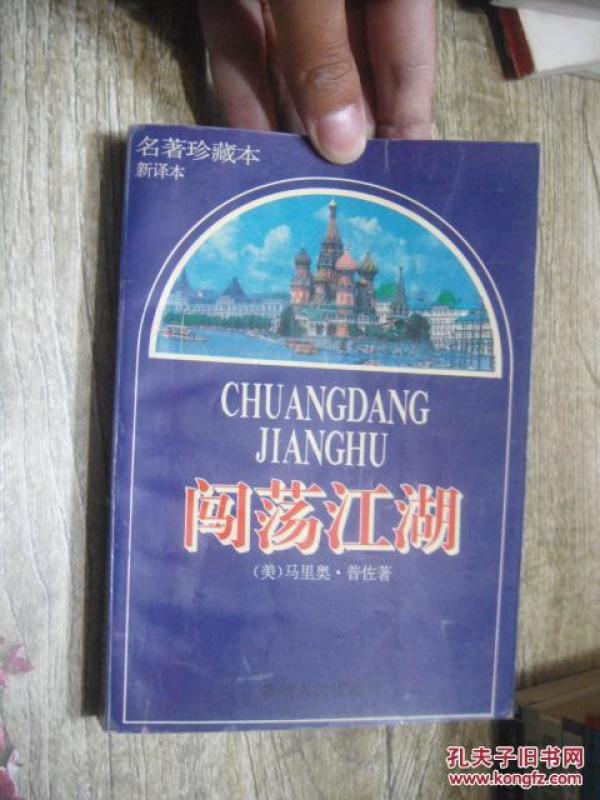 名著珍藏本
新译本
CHUANGDANG
JIANGHU
闯荡江湖
(美)马里奥·普佐著
孔夫子旧书网
www.kongfz.com